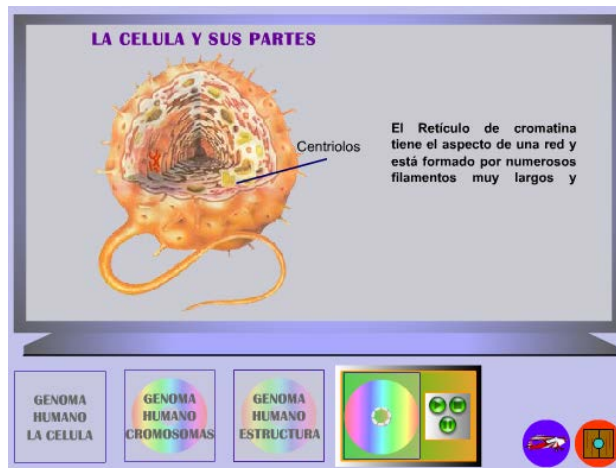 LA CELULA Y SUS PARTES
Centriolos
El Retículo de cromatina
tiene el aspecto de una red y
está formado por numerosos
filamentos muy largos y
GENOMA
HUMANO
LA CELULA
GENOMA
HUMANO
CROMOSOMAS
GENOMA
HUMANO
ESTRUCTURA